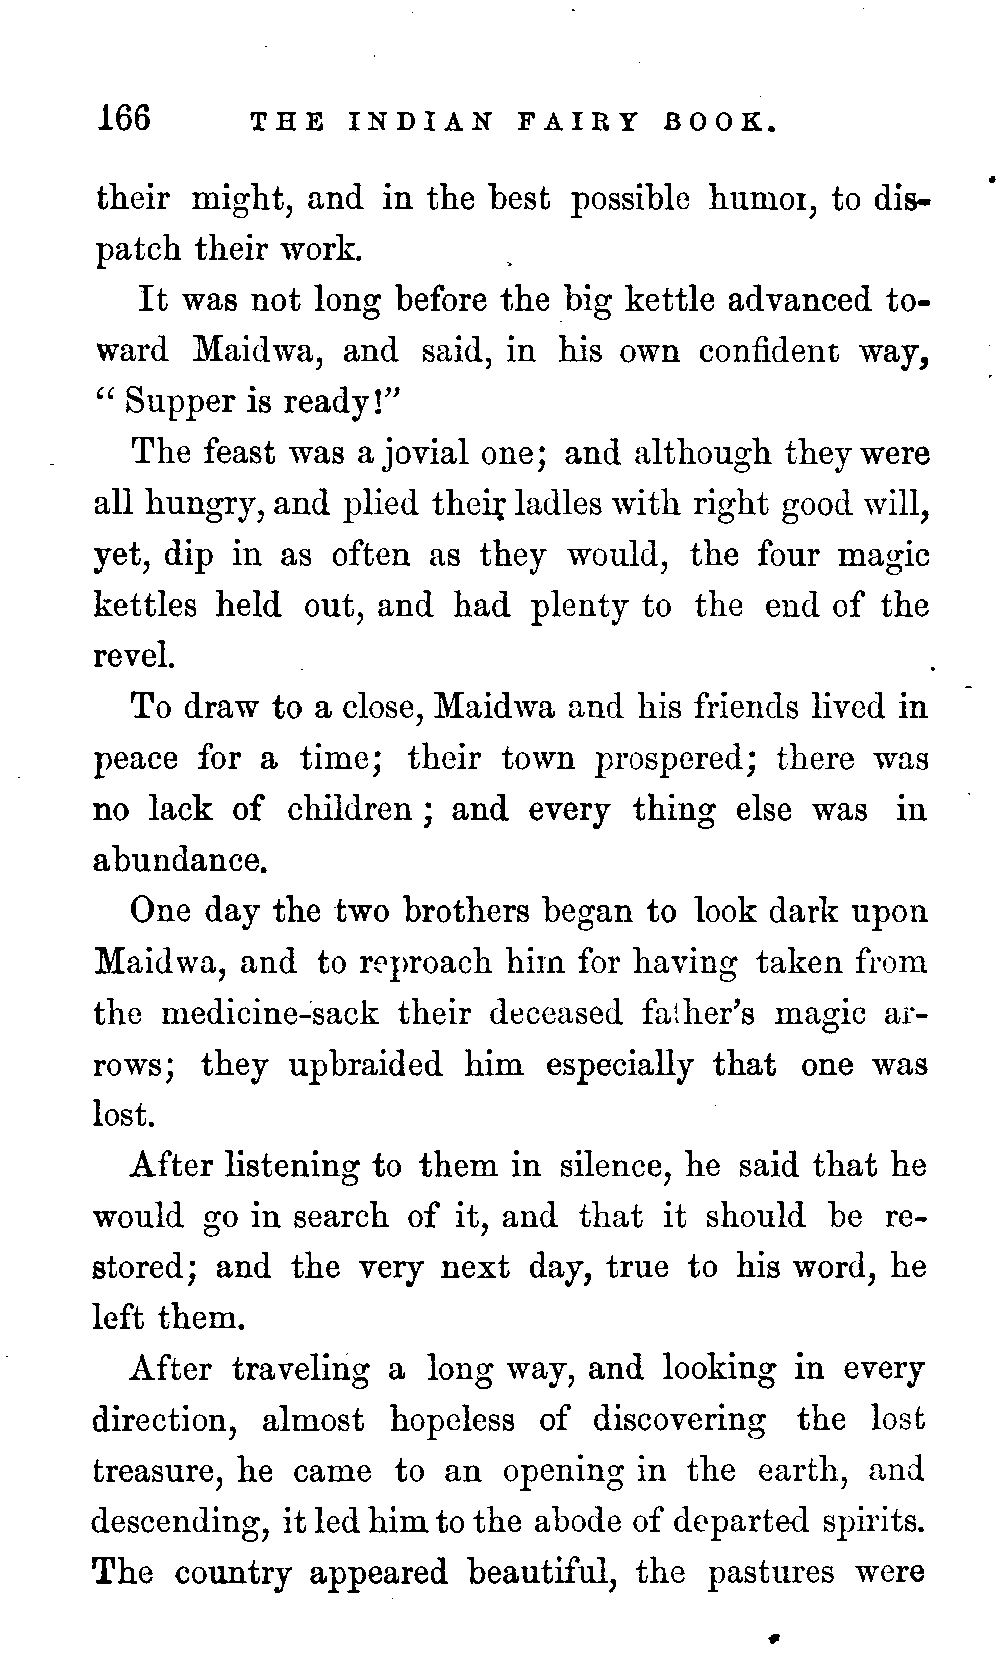 166 THE INDIAN FAIRY BOOK.
their might, and in the best possible humor, to dis-
patch their work.
It was not long before the big kettle advanced to-
ward Maidwa, and said, in his own confident way,
“ Supper is ready!”
The feast was a jovial one; and although they were
all hungry, and plied their ladles with right good will,
yet, dip in as often as they would, the four magic
kettles held out, and had plenty to the end of the
revel.
To draw to a close, Maidwa and his friends lived in
peace for a time; their town prospered; there was
no lack of children ; and every thing else was in
abundance.
One day the two brothers began to look dark upon
Maidwa, and to reproach him for having taken from
the medicine-sack their deceased father’s magic ar-
rows; they upbraided him especially that one was
lost.
After listening to them in silence, he said that he
would go in search of it, and that it should be re-
stored; and the very next day, true to his word, he
left them.
After traveling a long way, and looking in every
direction, almost hopeless of discovering the lost
treasure, he came to an opening in the earth, and
descending, it led him to the abode of departed spirits.
The country appeared beautiful, the pastures were